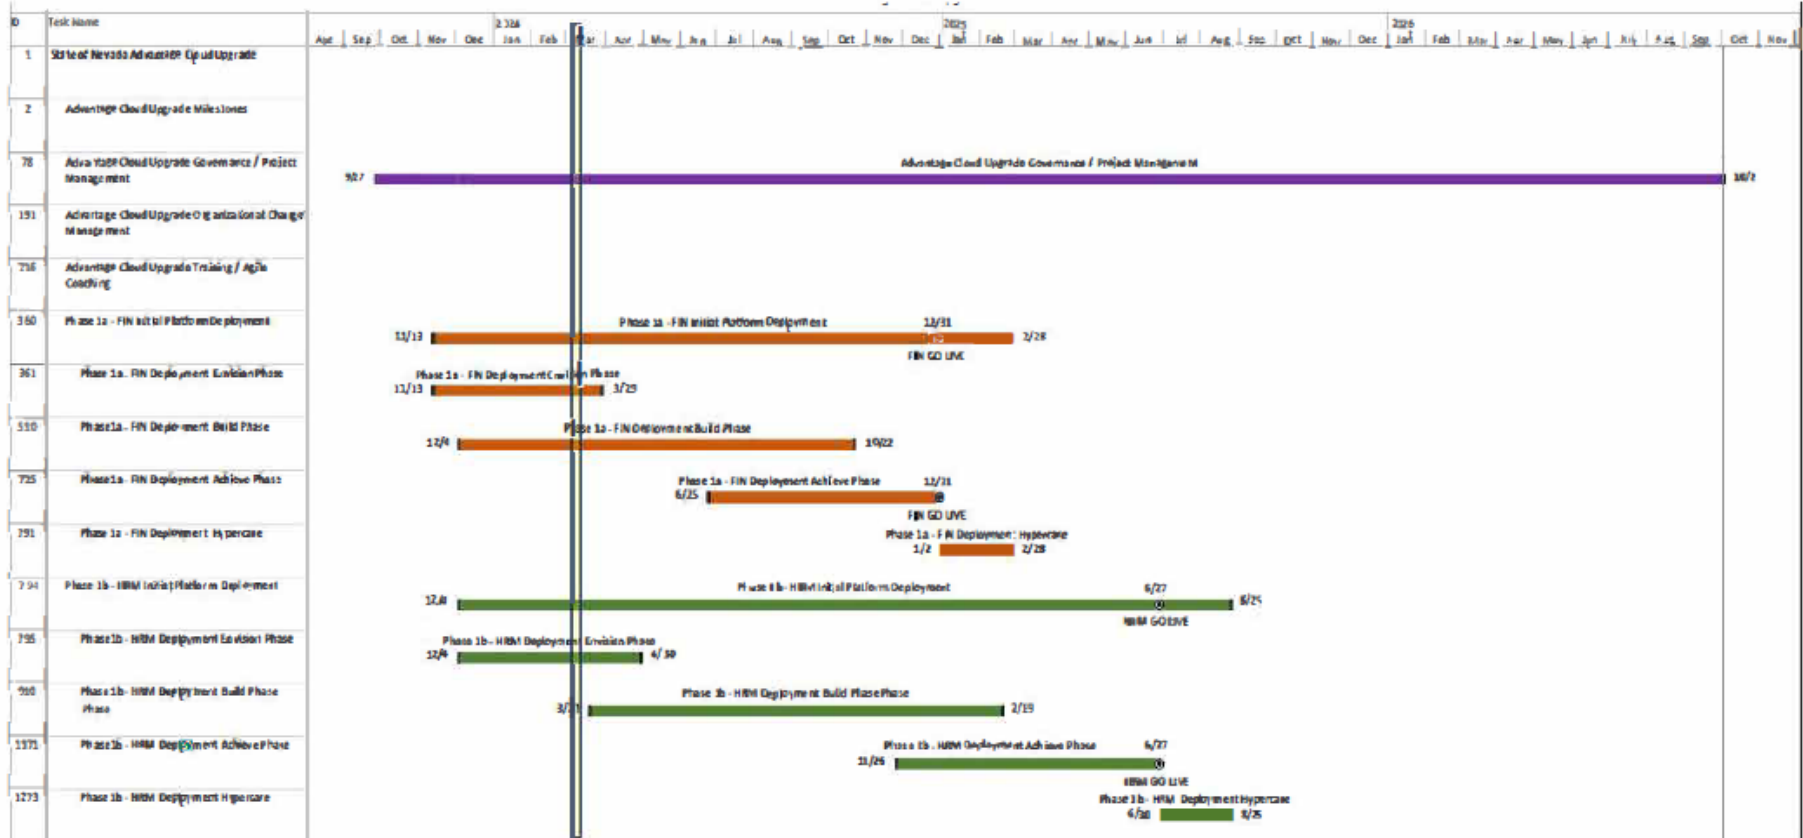 ID Task Name 2025 2026
Sep Oct Nov Dec Jan Feb Apr May Jun Jul Aug Sep Oct Nov Dec Jan Feb Mar Apr May Jun Jul Aug Sep Oct Nov Dec Jan Feb Mar Apr May Jun Jul Aug Sep Oct Nov
1 State of Nevada Advantage Cloud Upgrade
2 Advantage Cloud Upgrade Milestones
78 Advantage Cloud Upgrade Governance / Project
Management
Advantage Cloud Upgrade Governance / Project Management
9/27 10/2
191 Advantage Cloud Upgrade Organizational Change
Management
Advantage Cloud Upgrade Training / Agile
Coaching
360 Phase 1a - FIN Initial Platform Deployment
Phase 1a - FIN Initial Platform Deployment 12/31
11/13 2/28
FIN GO LIVE
361 Phase 1a - FIN Deployment Envision Phase
Phase 1a - FIN Deployment Envision Phase
11/13 3/29
510 Phase 1a - FIN Deployment Build Phase
Phase 1a - FIN Deployment Build Phase
12/4 10/22
725 Phase 1a - FIN Deployment Achieve Phase
Phase 1a - FIN Deployment Achieve Phase 12/31
6/25
FIN GO LIVE
791 Phase 1a - FIN Deployment Hypercare
Phase 1a - FIN Deployment Hypercare
1/2 2/28
794 Phase 1b - HRM Initial Platform Deployment
Phase 1b - HRM Initial Platform Deployment 6/27
12/4 8/25
HRM GO LIVE
795 Phase 1b - HRM Deployment Envision Phase
Phase 1b - HRM Deployment Envision Phase
12/4
910 Phase 1b - HRM Deployment Build Phase
Phase
Phase 1b - HRM Deployment Build Phase Phase
2/19
1171 Phase 1b - HRM Deployment Achieve Phase
Phase 1b - HRM Deployment Achieve Phase 6/27
11/26
HRM GO LIVE
1273 Phase 1b - HRM Deployment Hypercare
Phase 1b - HRM Deployment Hypercare
6/30 8/25